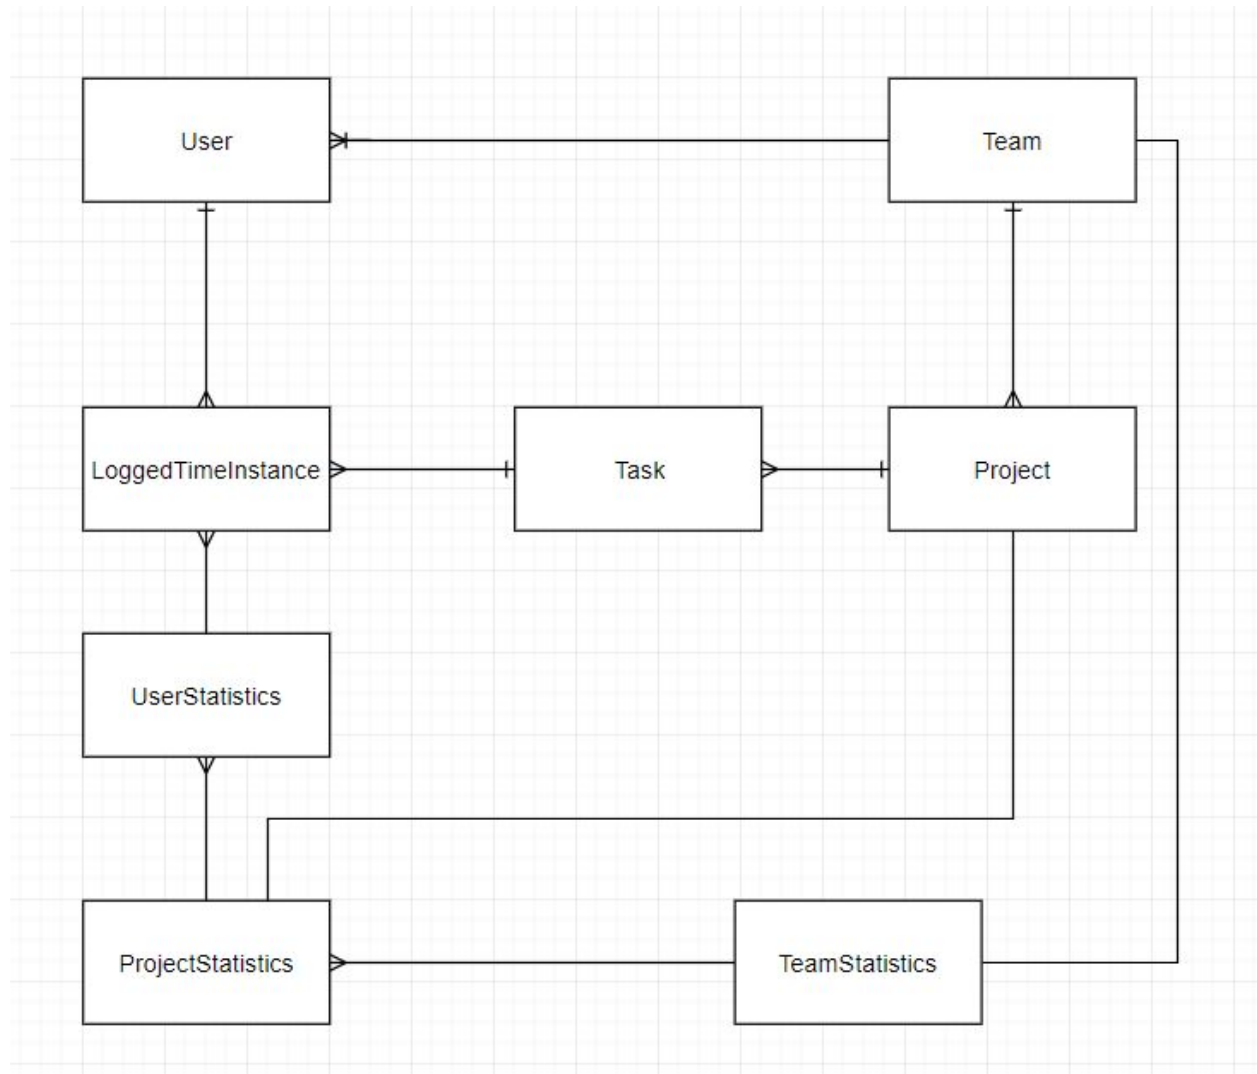 User
Team
LoggedTimeInstance
Task
Project
UserStatistics
ProjectStatistics
TeamStatistics